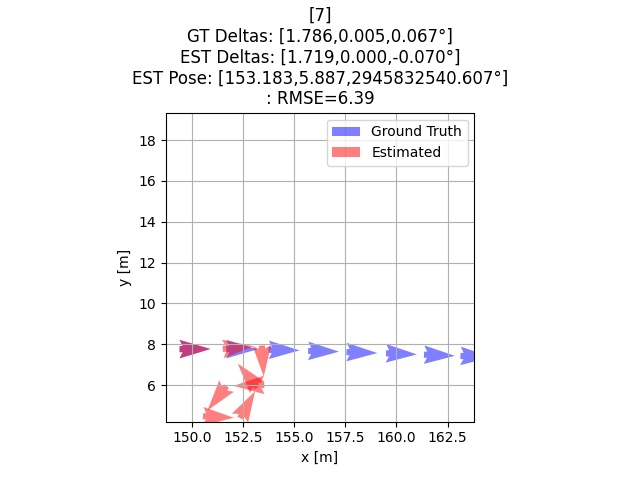 [7]
GT Deltas: [1.786,0.005,0.067°]
EST Deltas: [1.719,0.000,-0.070°]
EST Pose: [153.183,5.887,2945832540.607°]
: RMSE=6.39
Ground Truth
Estimated
18
16
14
12
10
8
6
y [m]
150.0 152.5 155.0 157.5 160.0 162.5
x [m]